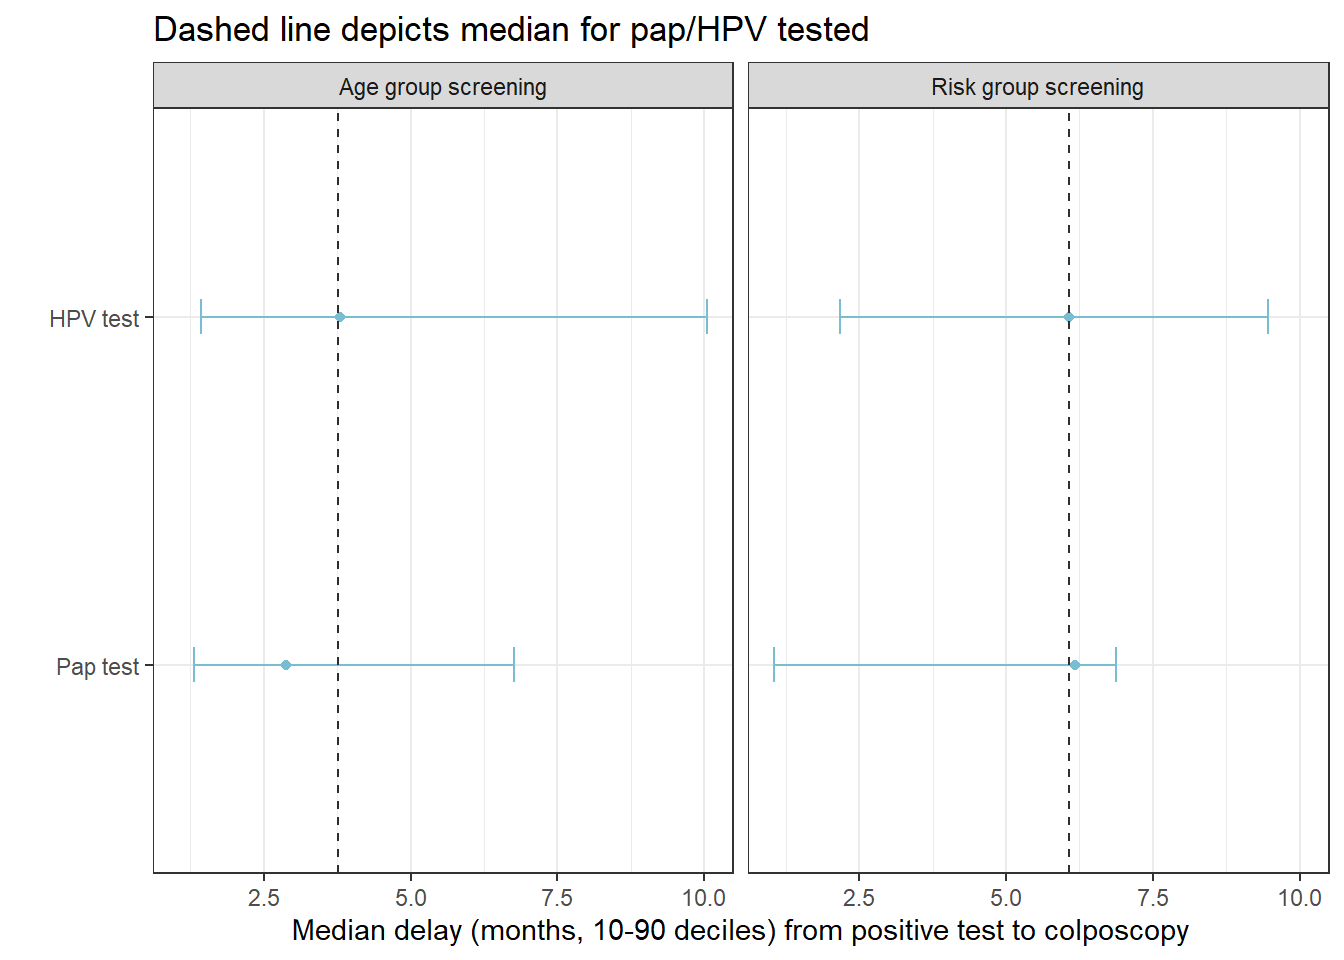 Dashed line depicts median for pap/HPV tested
Age group screening
Risk group screening
HPV test
Pap test
2.5 5.0 7.5 10.0
2.5 5.0 7.5 10.0
Median delay (months, 10-90 deciles) from positive test to colposcopy